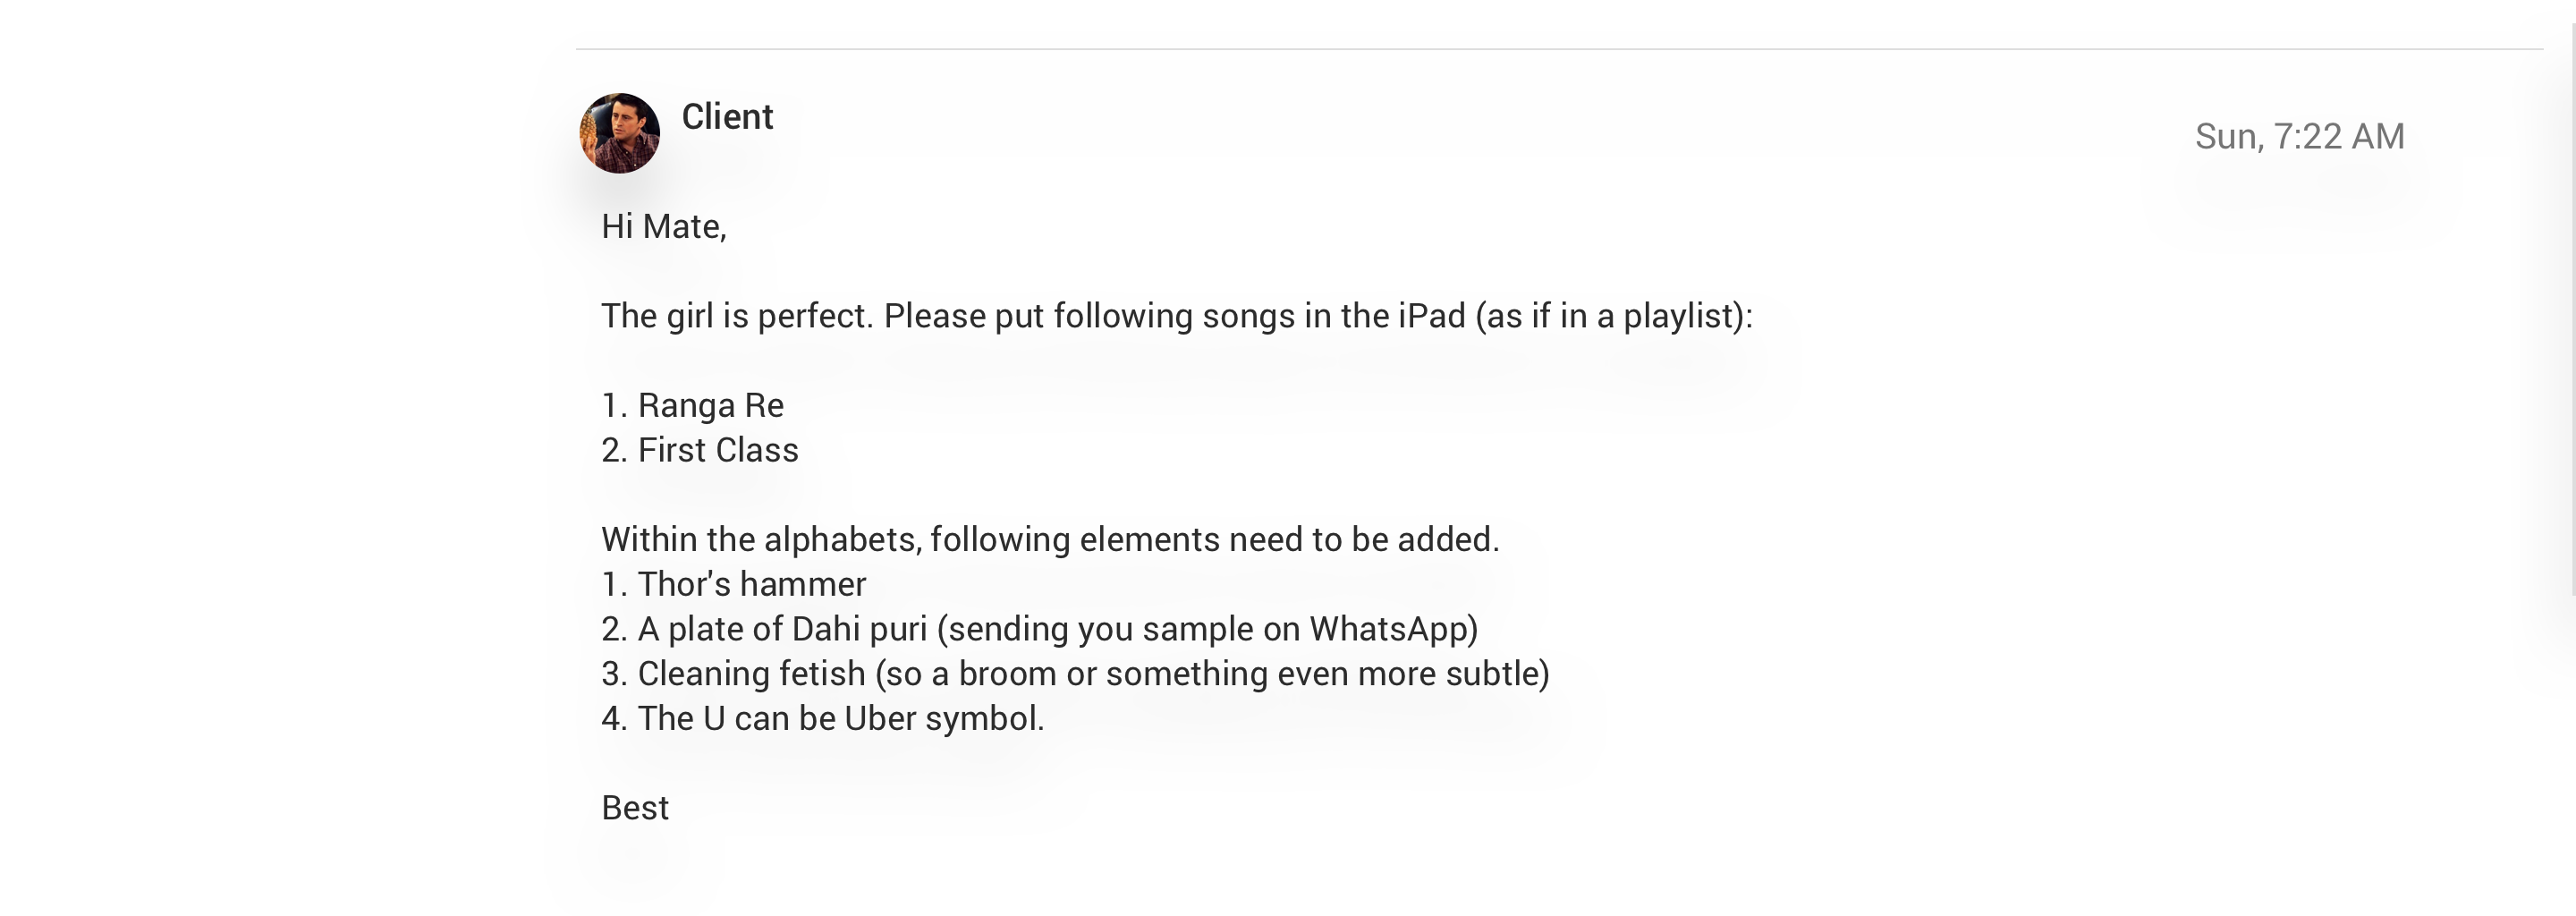 Client
Sun, 7:22 AM
Hi Mate,
The girl is perfect. Please put following songs in the iPad (as if in a playlist):
1. Ranga Re
2. First Class
Within the alphabets, following elements need to be added.
1. Thor's hammer
2. A plate of Dahi puri (sending you sample on WhatsApp)
3. Cleaning fetish (so a broom or something even more subtle)
4. The U can be Uber symbol.
Best